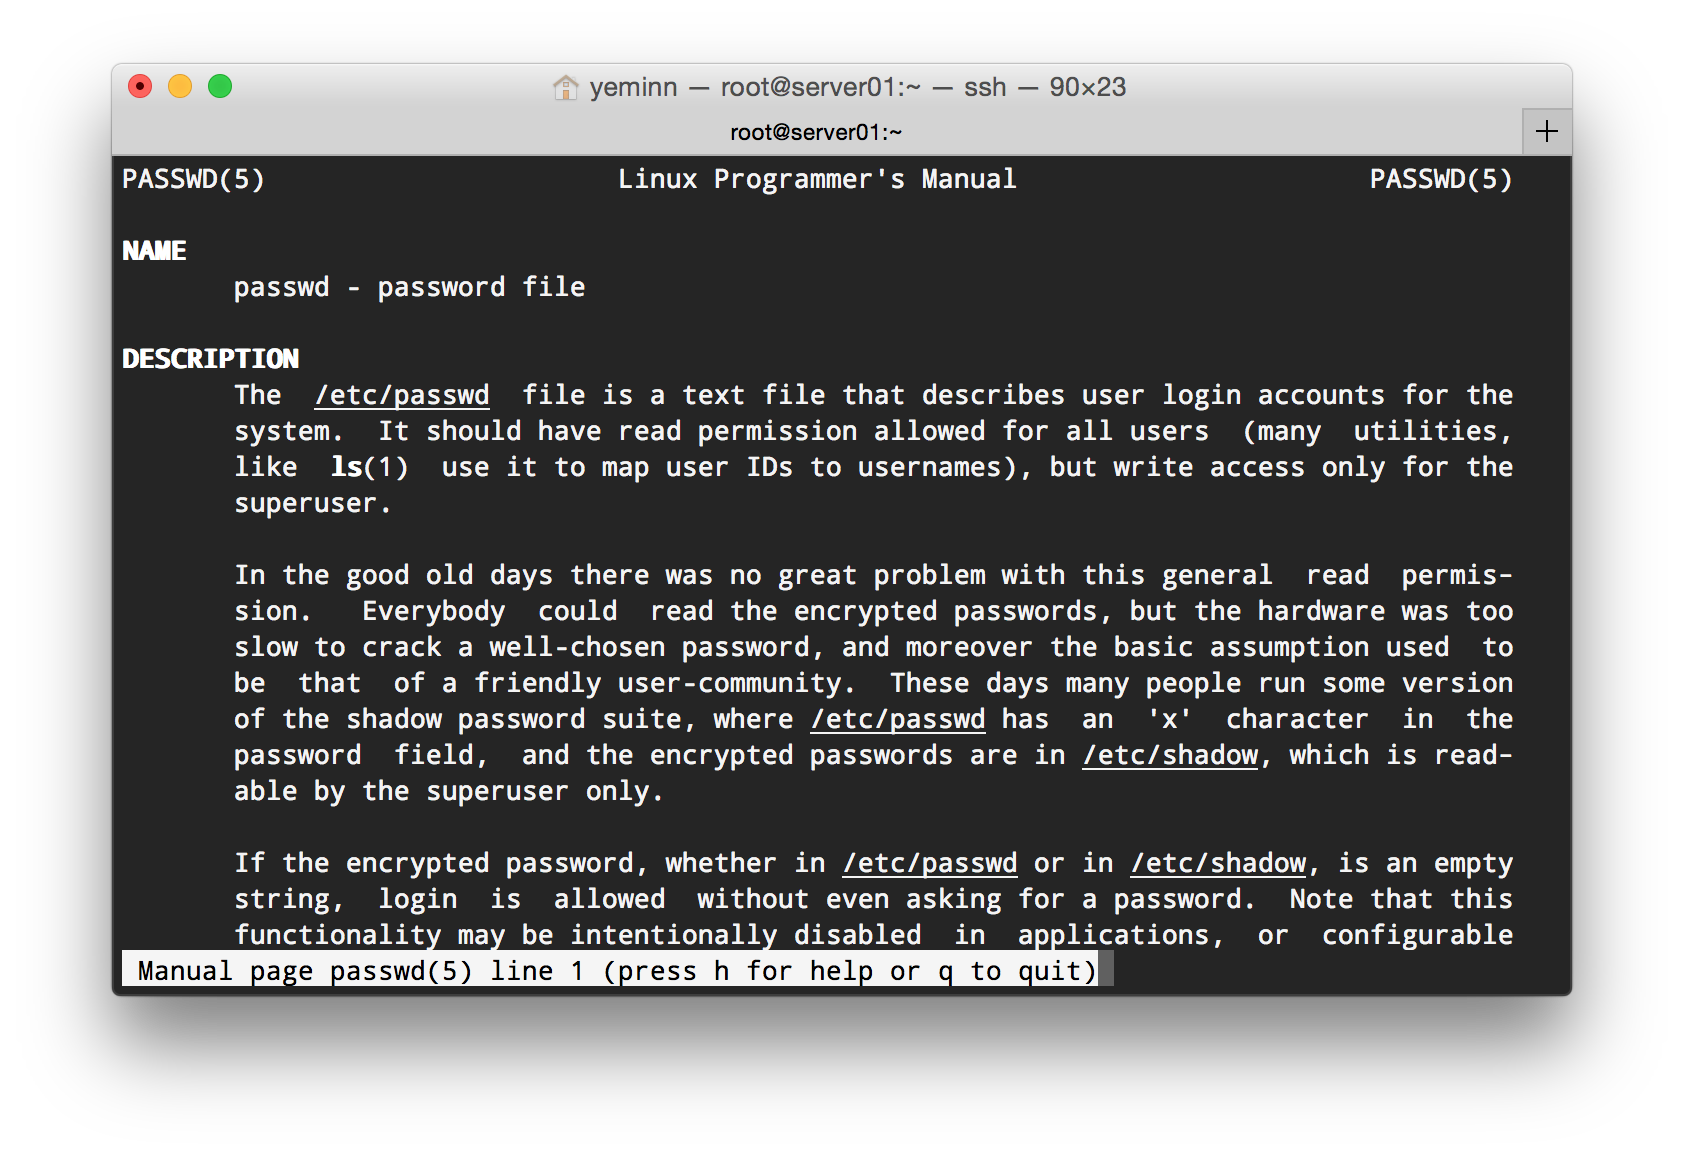 yeminn — root@server01:~ — ssh — 90×23
root@server01:~
+
PASSWD(5) Linux Programmer's Manual PASSWD(5)
NAME
passwd - password file
DESCRIPTION
The /etc/passwd file is a text file that describes user login accounts for the
system. It should have read permission allowed for all users (many utilities,
like ls(1) use it to map user IDs to usernames), but write access only for the
superuser.
In the good old days there was no great problem with this general read permis-
sion. Everybody could read the encrypted passwords, but the hardware was too
slow to crack a well-chosen password, and moreover the basic assumption used to
be that of a friendly user-community. These days many people run some version
of the shadow password suite, where /etc/passwd has an 'x' character in the
password field, and the encrypted passwords are in /etc/shadow, which is read-
able by the superuser only.
If the encrypted password, whether in /etc/passwd or in /etc/shadow, is an empty
string, login is allowed without even asking for a password. Note that this
functionality may be intentionally disabled in applications, or configurable
Manual page passwd(5) line 1 (press h for help or q to quit)